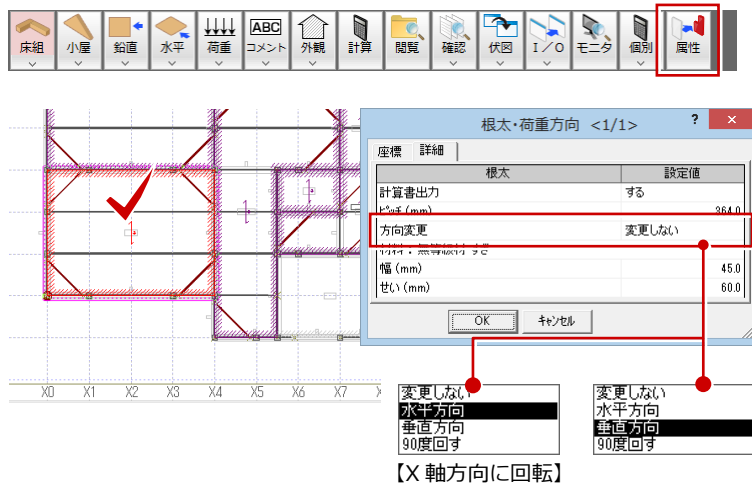 床組 小屋 鉛直 水平 荷重 ABC コメント 外観 計算 閲覧 確認 伏図 I/O モニタ 個別 属性
根太・荷重方向 <1/1> ? ×
座標 詳細
根太 設定値
計算書出力 する
ﾋﾟｯﾁ(mm) 364.0
方向変更 変更しない
幅(mm) 45.0
せい(mm) 60.0
OK ｷｬﾝｾﾙ
X0 X1 X2 X3 X4 X5 X6 X7
変更しない
水平方向
垂直方向
90度回す
変更しない
水平方向
垂直方向
90度回す
【X 軸方向に回転】